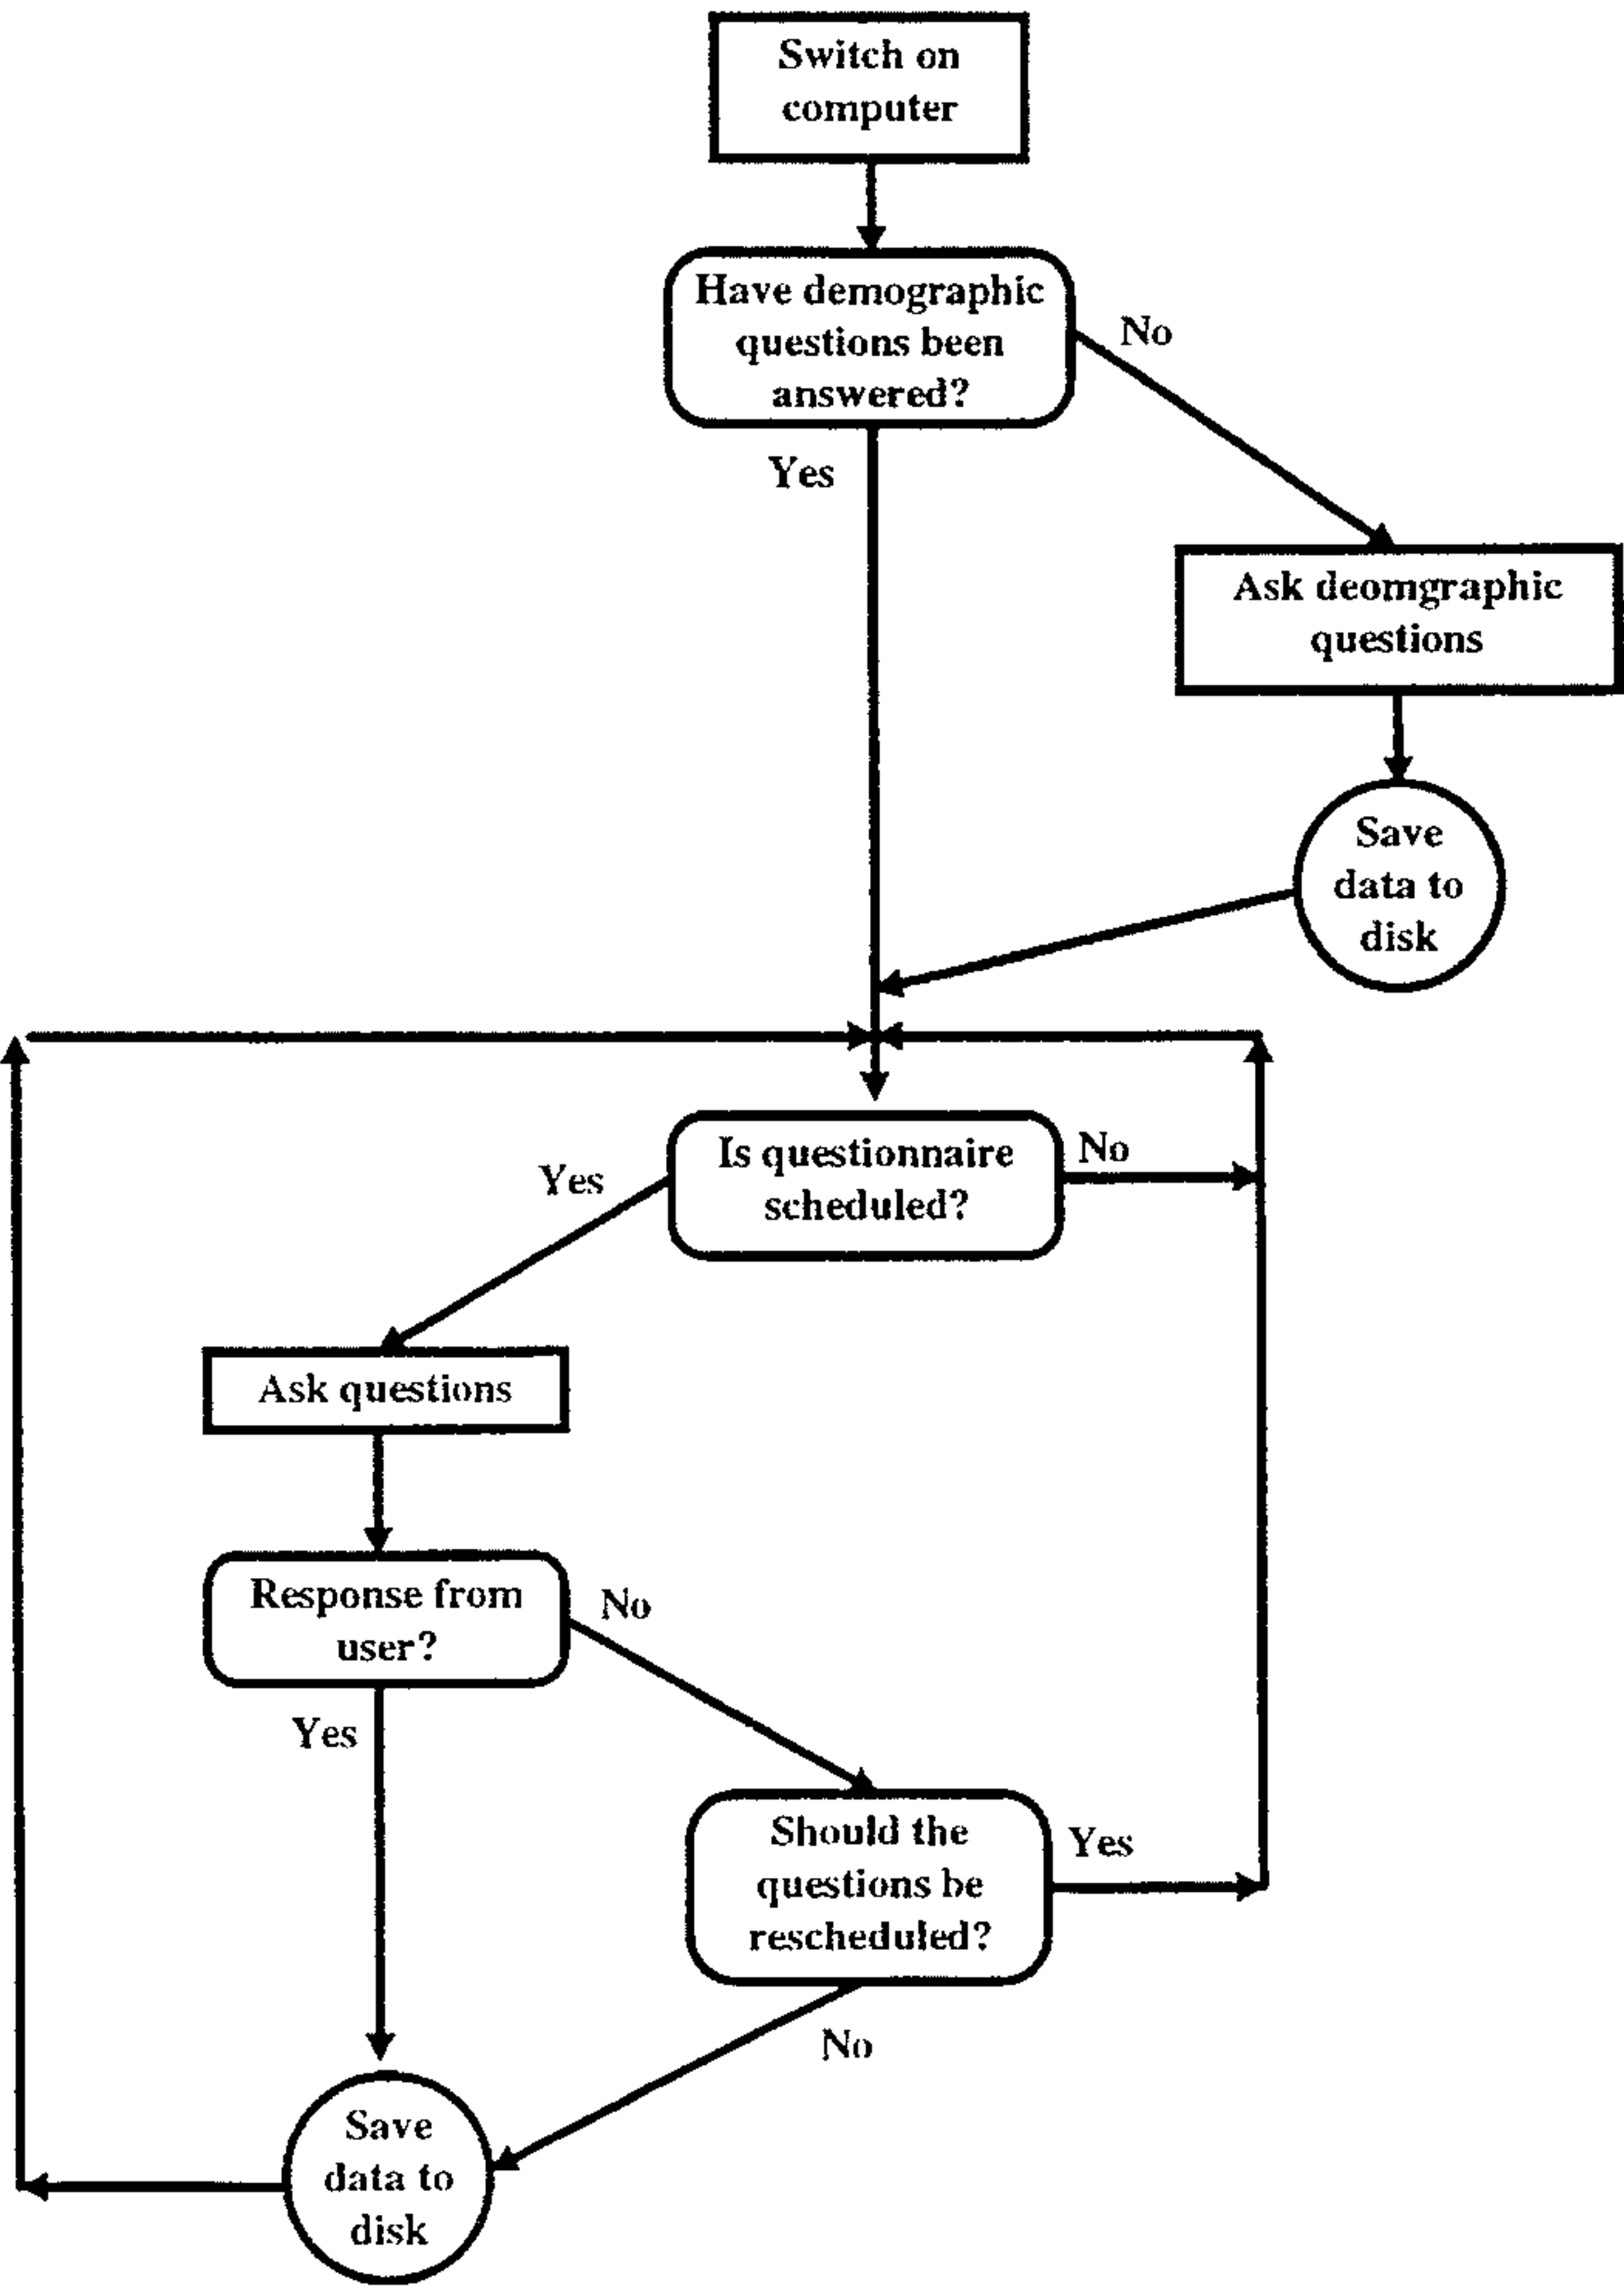 Switch on
computer
Have demographic
questions been
answered?
No
Yes
Ask deomgraphic
questions
Save
data to
disk
Is questionnaire
scheduled?
No
Yes
Ask questions
Response from
user?
No
Yes
Should the
questions be
rescheduled?
Yes
No
Save
data to
disk